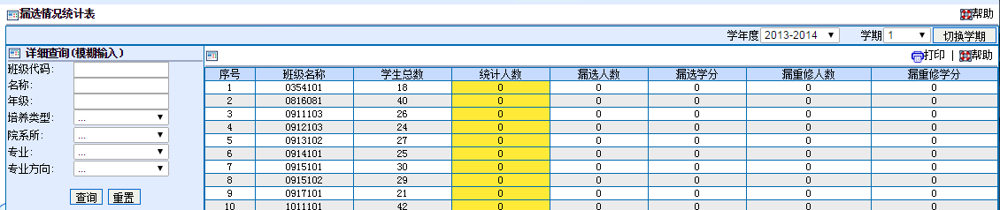 漏选情况统计表 帮助
学年度 2013-2014 学期 1 切换学期
详细查询(模糊输入)
班级代码:
名称:
年级:
培养类型: ...
院系所: ...
专业: ...
专业方向: ...
查询 重置
打印 | 帮助
序号 班级名称 学生总数 统计人数 漏选人数 漏选学分 漏重修人数 漏重修学分
1 0354101 18 0 0 0 0 0
2 0816081 40 0 0 0 0 0
3 0911103 26 0 0 0 0 0
4 0912103 24 0 0 0 0 0
5 0913102 27 0 0 0 0 0
6 0914101 25 0 0 0 0 0
7 0915101 30 0 0 0 0 0
8 0915102 29 0 0 0 0 0
9 0917101 21 0 0 0 0 0
10 1011101 42 0 0 0 0 0